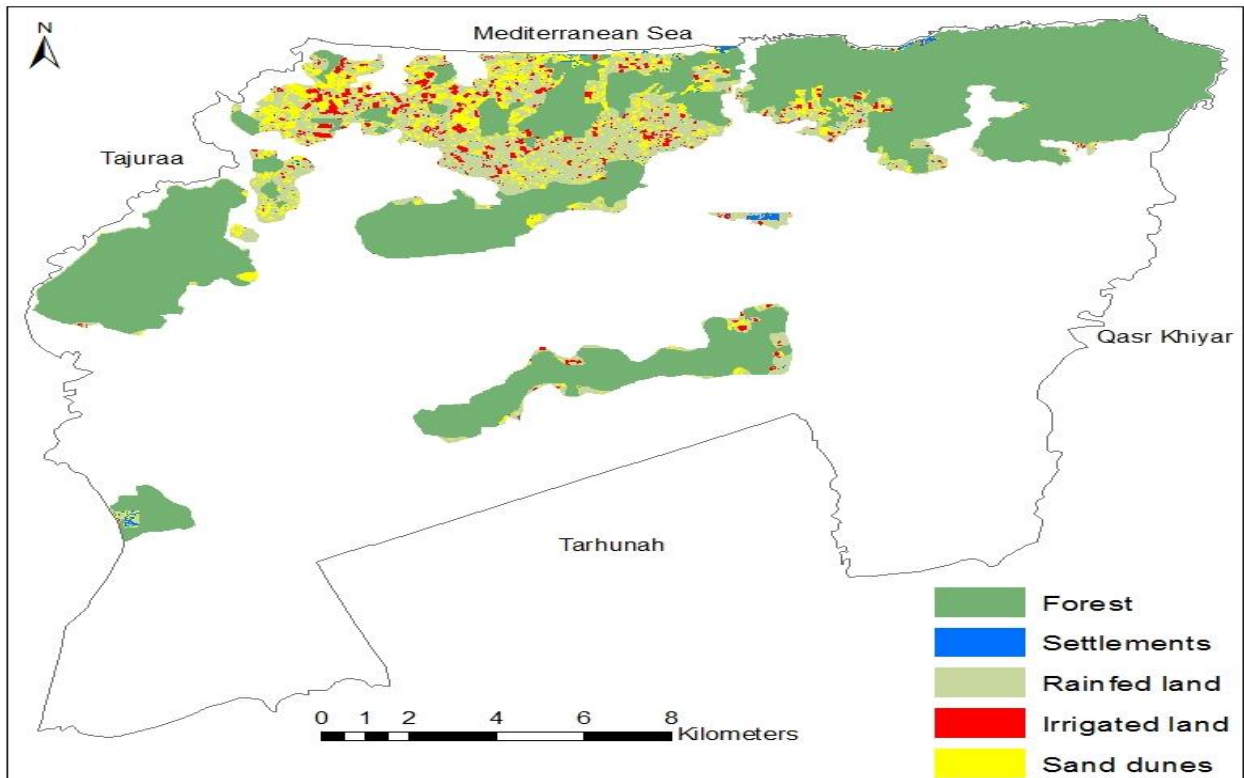 N
Mediterranean Sea
Tajuraa
Qasr Khiyar
Tarhunah
Forest
Settlements
Rainfed land
Irrigated land
Sand dunes
0 1 2 4 6 8
Kilometers